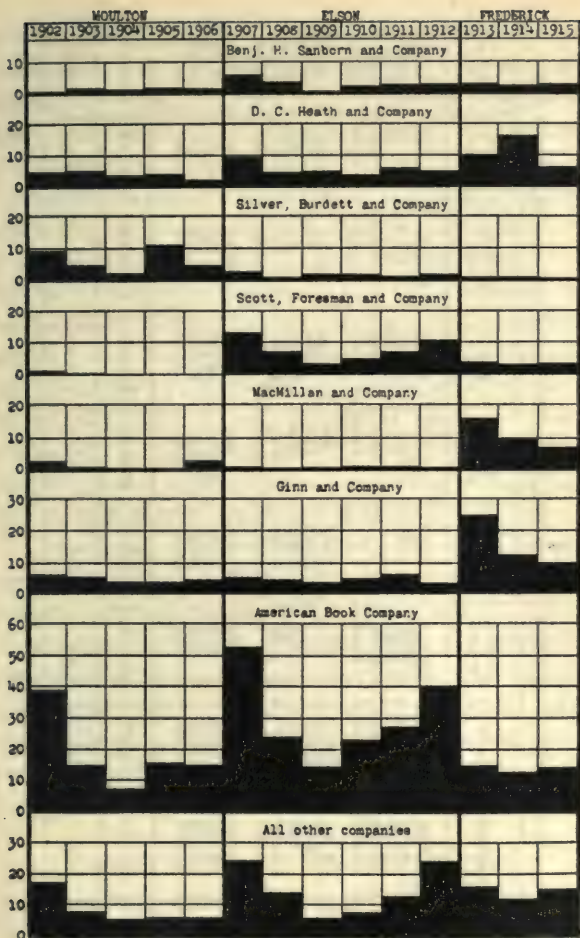 MOULTON ELSON FREDERICK
1902 1903 1904 1905 1906 1907 1908 1909 1910 1911 1912 1913 1914 1915
Benj. H. Sanborn and Company
10
0
D. C. Heath and Company
20
10
0
Silver, Burdett and Company
20
10
0
Scott, Foresman and Company
20
10
0
MacMillan and Company
20
10
0
Ginn and Company
30
20
10
0
American Book Company
60
50
40
30
20
10
0
All other companies
30
20
10
0